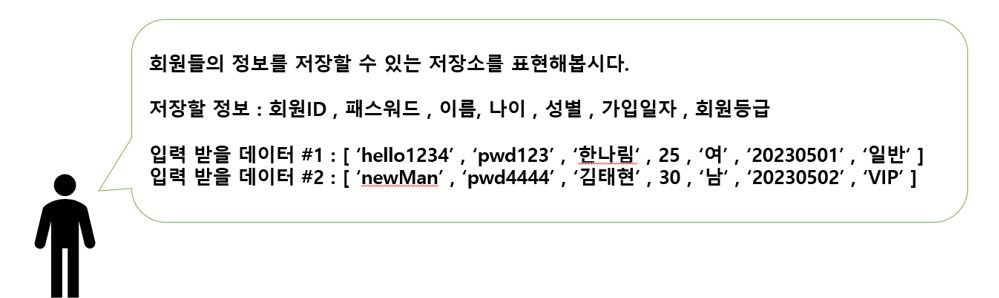 회원들의 정보를 저장할 수 있는 저장소를 표현해봅시다.
저장할 정보 : 회원ID , 패스워드 , 이름, 나이 , 성별 , 가입일자 , 회원등급
입력 받을 데이터 #1 : [ ‘hello1234’ , ‘pwd123’ , ‘한나림‘ , 25 , ‘여’ , ‘20230501’ , ‘일반’ ]
입력 받을 데이터 #2 : [ ‘newMan’ , ‘pwd4444’ , ‘김태현’ , 30 , ‘남‘ , ‘20230502’ , ‘VIP’ ]